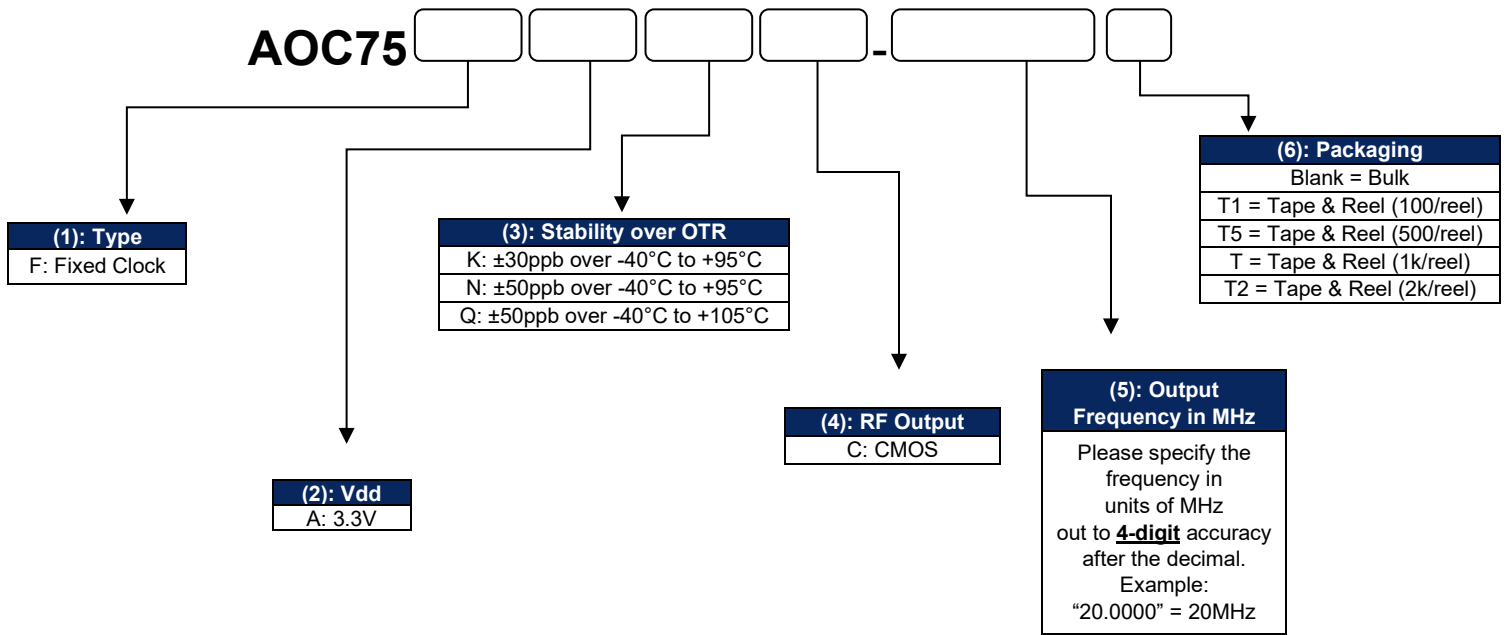 AOC75 -
(1): Type
F: Fixed Clock
(2): Vdd
A: 3.3V
(3): Stability over OTR
K: ±30ppb over -40°C to +95°C
N: ±50ppb over -40°C to +95°C
Q: ±50ppb over -40°C to +105°C
(4): RF Output
C: CMOS
(5): Output
Frequency in MHz
Please specify the
frequency in
units of MHz
out to 4-digit accuracy
after the decimal.
Example:
“20.0000” = 20MHz
(6): Packaging
Blank = Bulk
T1 = Tape & Reel (100/reel)
T5 = Tape & Reel (500/reel)
T = Tape & Reel (1k/reel)
T2 = Tape & Reel (2k/reel)